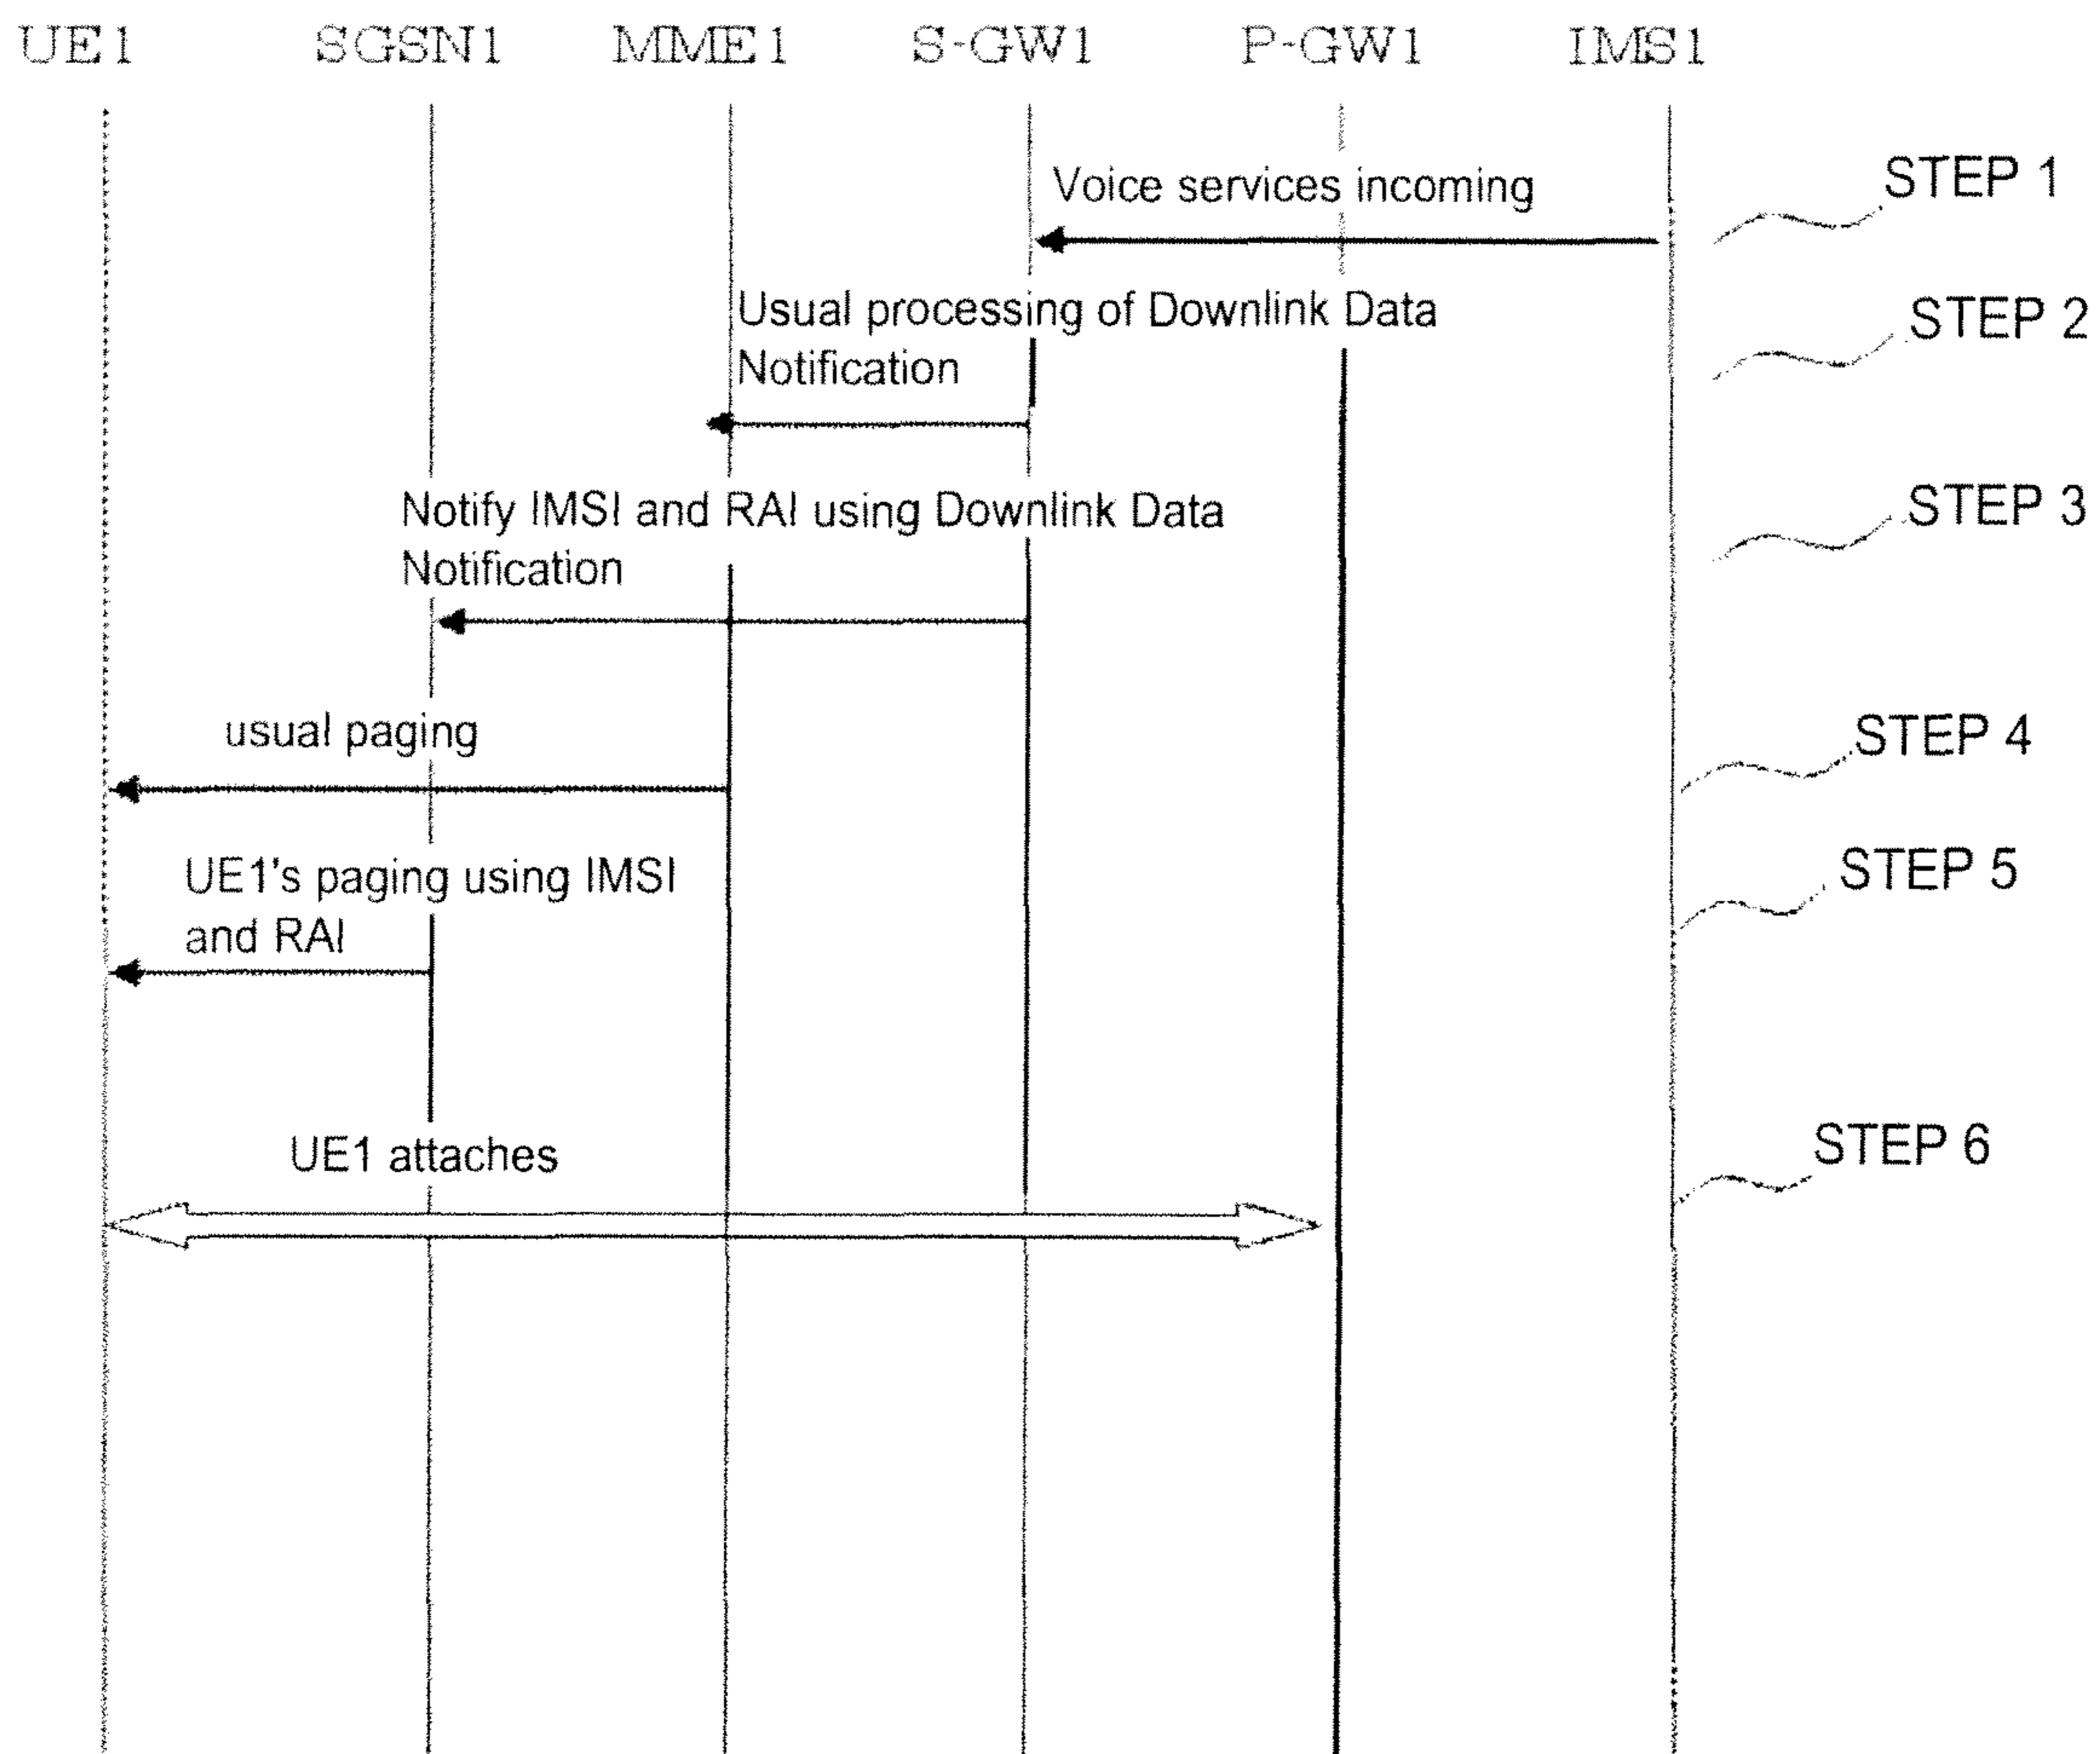 UE1 SGSN1 MME1 S-GW1 P-GW1 IMS1
Voice services incoming
STEP 1
Usual processing of Downlink Data
Notification
STEP 2
Notify IMSI and RAI using Downlink Data
Notification
STEP 3
usual paging
STEP 4
UE1's paging using IMSI
and RAI
STEP 5
UE1 attaches
STEP 6